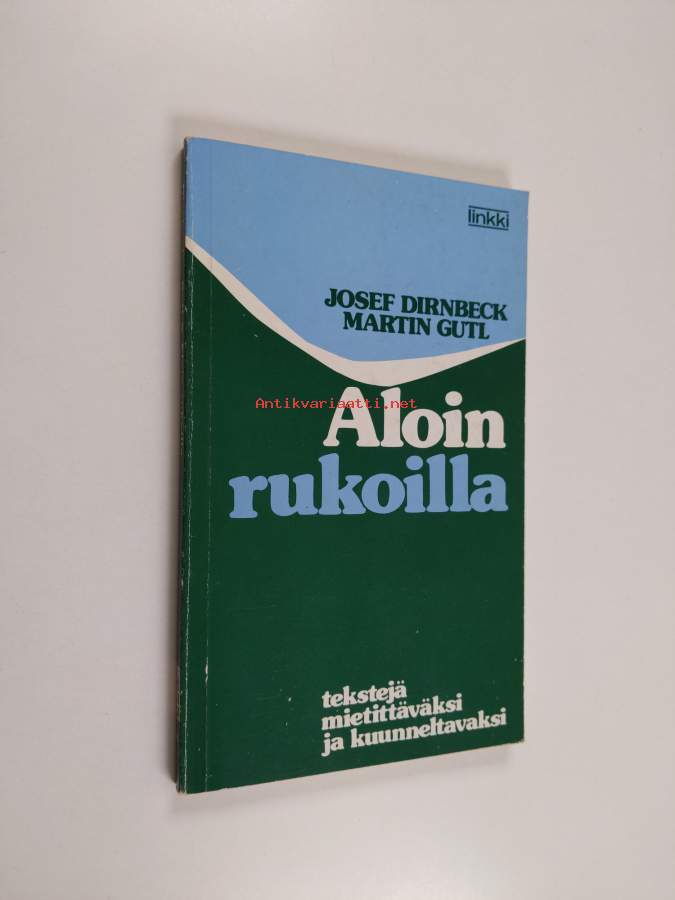 linkki
JOSEF DIRNBECK
MARTIN GUTL
Aloin
Antikvariaatti.net
rukoilla
tekstejä
mietittäväksi
ja kuunneltavaksi